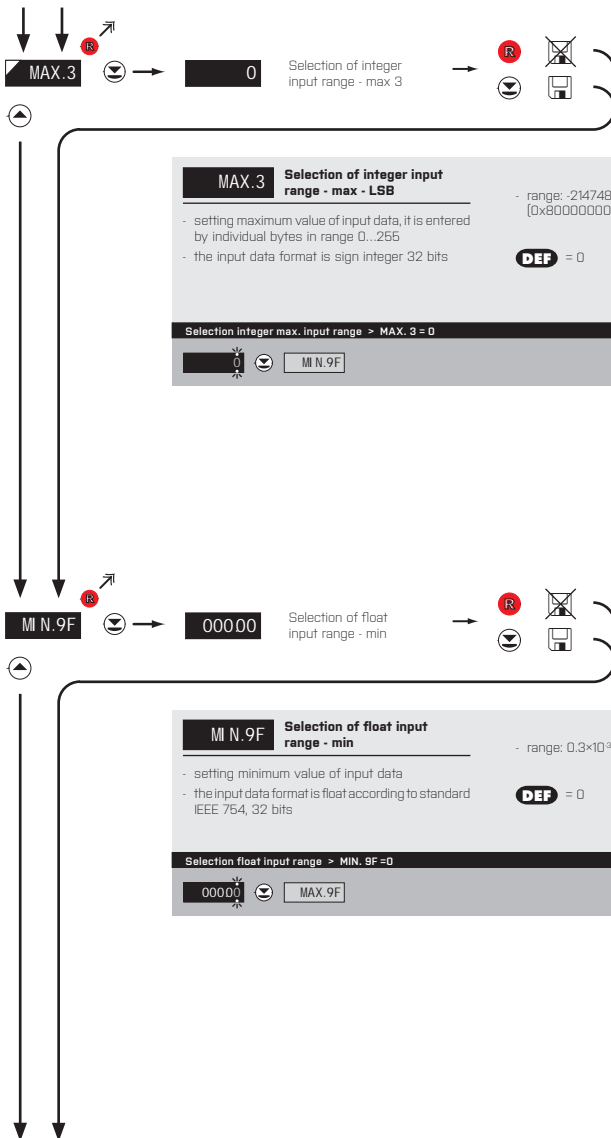 R
MAX.3
0
Selection of integer
input range - max 3
R
MAX.3
Selection of integer input
range - max - LSB
- setting maximum value of input data, it is entered
by individual bytes in range 0...255
- the input data format is sign integer 32 bits
- range: -214748
(0x80000000
DEF = 0
Selection integer max. input range > MAX. 3 = 0
0
MIN.9F
R
MIN.9F
00000
Selection of float
input range - min
R
MIN.9F
Selection of float input
range - min
- setting minimum value of input data
- the input data format is float according to standard
IEEE 754, 32 bits
- range: 0.3×10⁻³
DEF = 0
Selection float input range > MIN. 9F =0
00000
MAX.9F